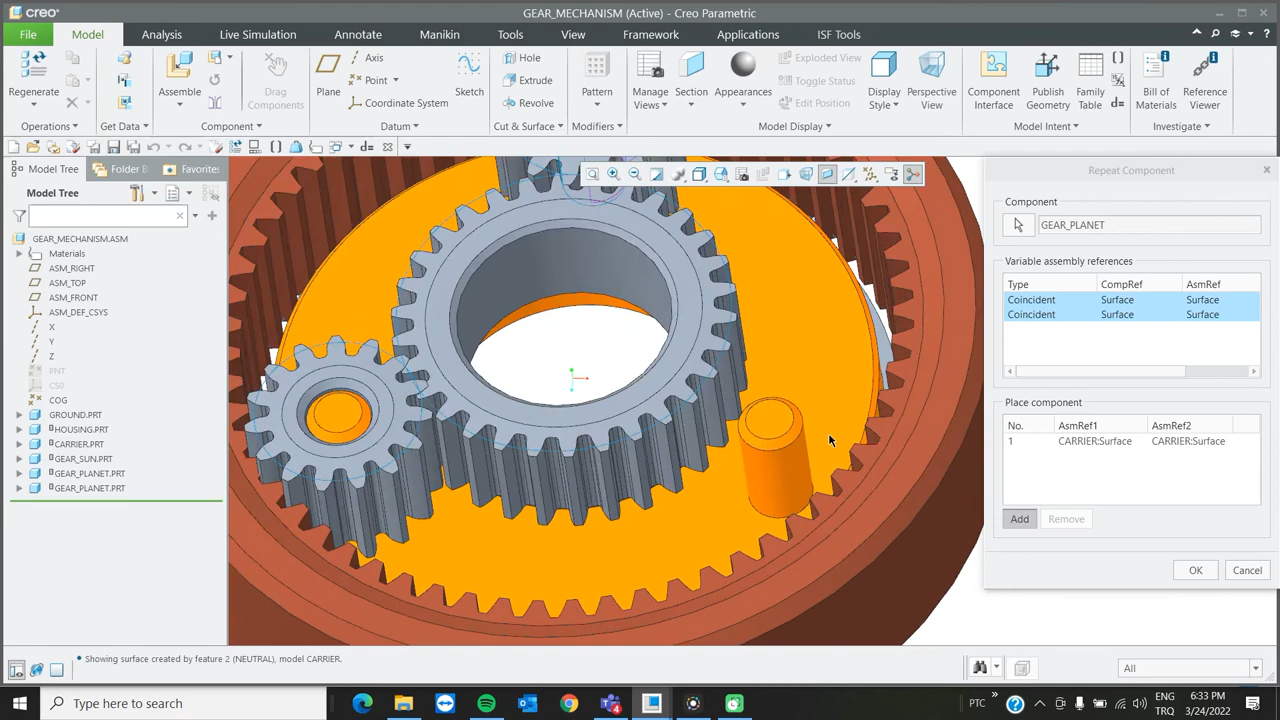 creo
GEAR_MECHANISM (Active) - Creo Parametric
File
Model
Analysis
Live Simulation
Annotate
Manikin
Tools
View
Framework
Applications
ISF Tools
Regenerate
Operations
Get Data
Assemble
Drag
Components
Component
Plane
Axis
Point
Coordinate System
Sketch
Datum
Hole
Extrude
Revolve
Cut & Surface
Pattern
Modifiers
Manage
Views
Section
Appearances
Exploded View
Toggle Status
Edit Position
Display
Style
Perspective
View
Model Display
Component
Interface
Publish
Geometry
Family
Table
Model Intent
Bill of
Materials
Reference
Viewer
Investigate
Model Tree
Folder B
Favorites
Model Tree
GEAR_MECHANISM.ASM
Materials
ASM_RIGHT
ASM_TOP
ASM_FRONT
ASM_DEF_CSYS
X
Y
Z
PNT
CS0
COG
GROUND.PRT
HOUSING.PRT
CARRIER.PRT
GEAR_SUN.PRT
GEAR_PLANET.PRT
GEAR_PLANET.PRT
Repeat Component
Component
GEAR_PLANET
Variable assembly references
Type CompRef AsmRef
Coincident Surface Surface
Coincident Surface Surface
Place component
No. AsmRef1 AsmRef2
1 CARRIER:Surface CARRIER:Surface
Add
Remove
OK
Cancel
Showing surface created by feature 2 (NEUTRAL), model CARRIER.
All
Type here to search
4
PTC
ENG
TRQ
6:33 PM
3/24/2022